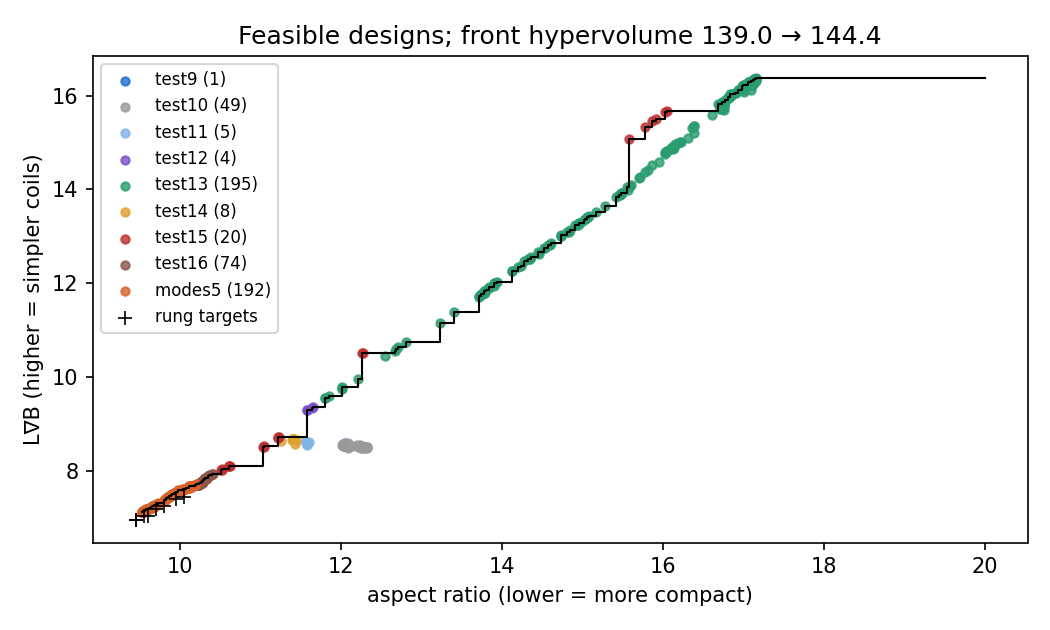 Feasible designs; front hypervolume 139.0 → 144.4
L∇B (higher = simpler coils)
16
14
12
10
8
test9 (1)
test10 (49)
test11 (5)
test12 (4)
test13 (195)
test14 (8)
test15 (20)
test16 (74)
modes5 (192)
rung targets
10 12 14 16 18 20
aspect ratio (lower = more compact)